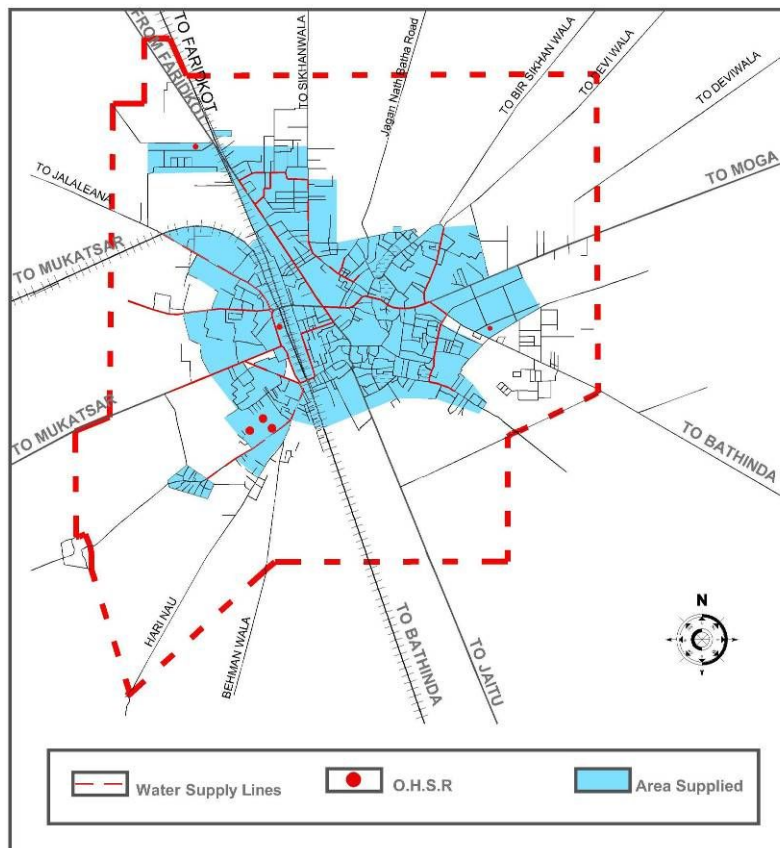 TO FARIDKOT
FROM FARIDKOT
TO SIKHANWALA
Jagan Nath Batha Road
TO BIR SIKHAN WALA
TO DEVI WALA
TO DEVIWALA
TO MOGA
TO JALALEANA
TO MUKATSAR
TO MUKATSAR
TO BATHINDA
HARI NAU
BEHMAN WALA
TO BATHINDA
TO JAITU
N
Water Supply Lines
O.H.S.R
Area Supplied